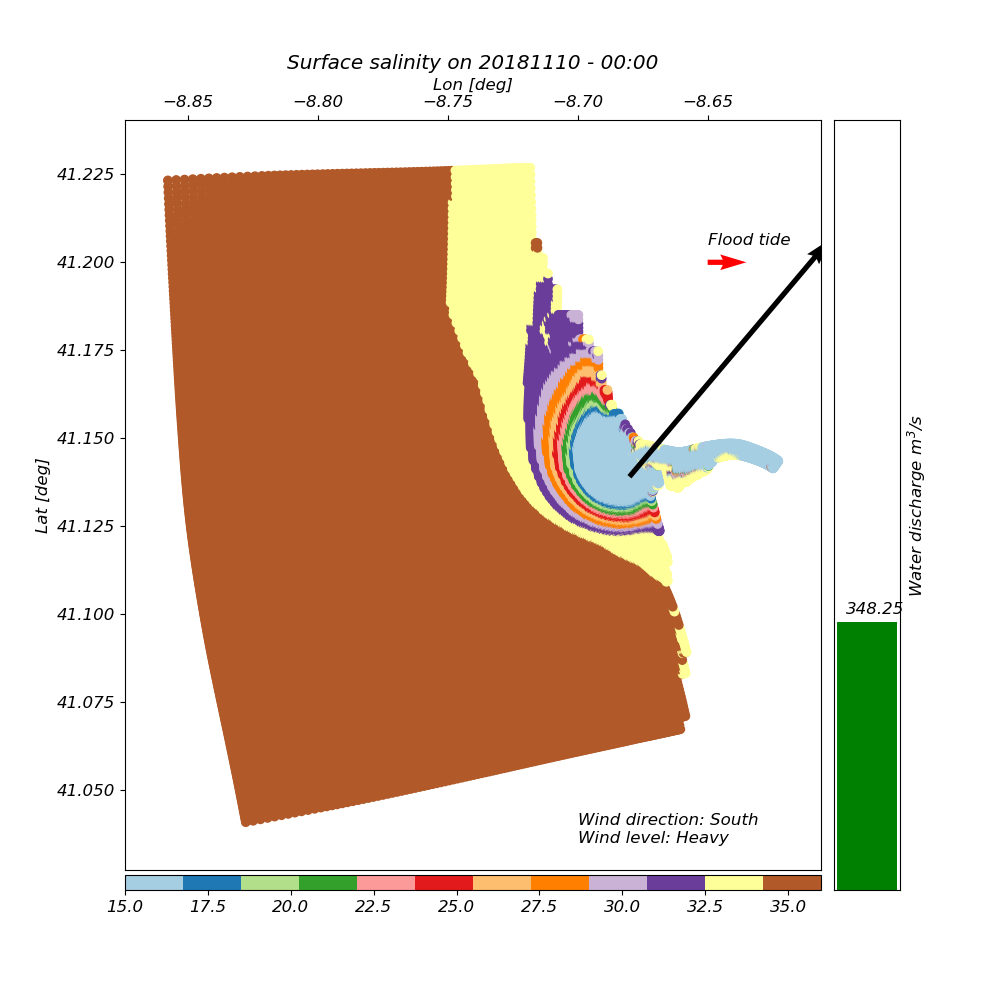 Surface salinity on 20181110 - 00:00
Lon [deg]
−8.85 −8.80 −8.75 −8.70 −8.65
41.225
41.200
41.175
41.150
41.125
41.100
41.075
41.050
Lat [deg]
Flood tide
Wind direction: South
Wind level: Heavy
348.25
Water discharge m³/s
15.0 17.5 20.0 22.5 25.0 27.5 30.0 32.5 35.0